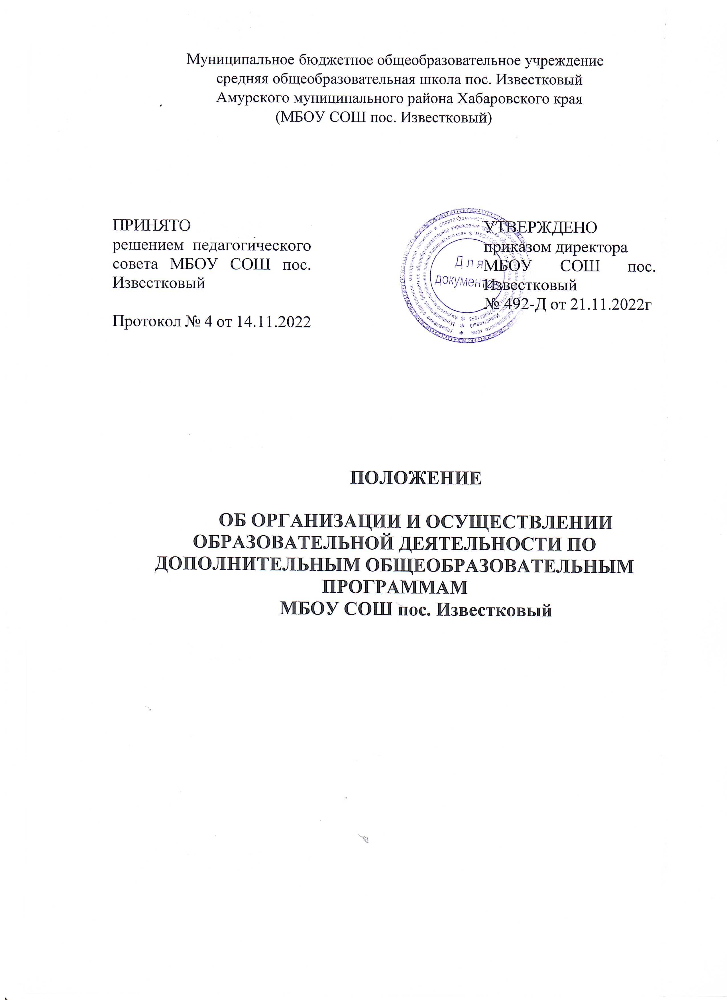 Муниципальное бюджетное общеобразовательное учреждение
средняя общеобразовательная школа пос. Известковый
Амурского муниципального района Хабаровского края
(МБОУ СОШ пос. Известковый)
ПРИНЯТО
решением педагогического
совета МБОУ СОШ пос.
Известковый
Протокол № 4 от 14.11.2022
УТВЕРЖДЕНО
приказом директора
МБОУ СОШ пос.
Известковый
№ 492-Д от 21.11.2022г
Для
документов
ПОЛОЖЕНИЕ
ОБ ОРГАНИЗАЦИИ И ОСУЩЕСТВЛЕНИИ
ОБРАЗОВАТЕЛЬНОЙ ДЕЯТЕЛЬНОСТИ ПО
ДОПОЛНИТЕЛЬНЫМ ОБЩЕОБРАЗОВАТЕЛЬНЫМ
ПРОГРАММАМ
МБОУ СОШ пос. Известковый